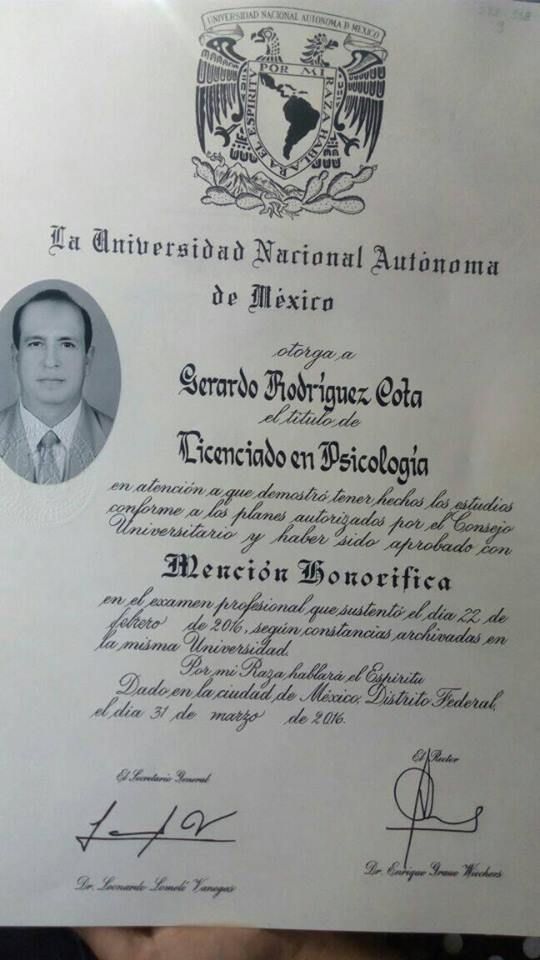 UNIVERSIDAD NACIONAL AUTÓNOMA D MEXICO
POR MI RAZA HABLARA EL ESPIRITU
La Universidad Nacional Autónoma
de México
otorga a
Gerardo Rodríguez Cota
el título de
Licenciado en Psicología
en atención a que demostró tener hechos los estudios
conforme a los planes autorizados por el Consejo
Universitario y haber sido aprobado con
Mención Honorífica
en el examen profesional que sustentó el día 22 de
febrero de 2016, según constancias archivadas en
la misma Universidad.
Por mi Raza hablará el Espíritu
Dado en la ciudad de México, Distrito Federal,
el día 31 de marzo de 2016.
El Rector
El Secretario General
Dr. Enrique Graue Wiechers
Dr. Leonardo Lomelí Vanegas